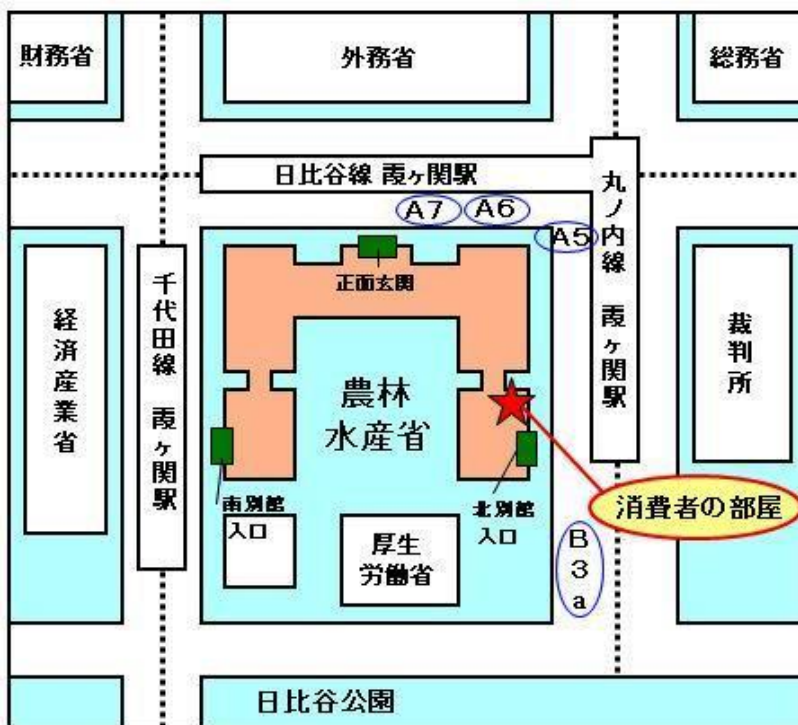 財務省
外務省
総務省
日比谷線 霞ヶ関駅
丸ノ内線 霞ヶ関駅
A7
A6
A5
正面玄関
千代田線 霞ヶ関駅
経済産業省
裁判所
農林
水産省
消費者の部屋
南別館
入口
北別館
入口
厚生
労働省
B3a
日比谷公園